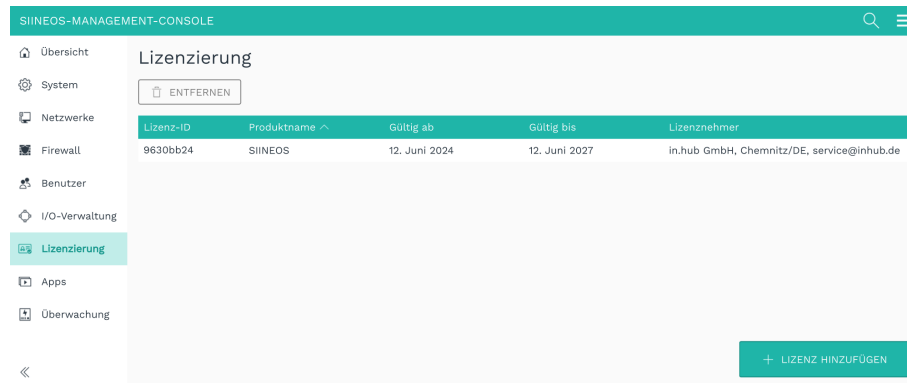 SIINEOS-MANAGEMENT-CONSOLE
Übersicht
System
Netzwerke
Firewall
Benutzer
I/O-Verwaltung
Lizenzierung
Apps
Überwachung
Lizenzierung
ENTFERNEN
Lizenz-ID Produktname Gültig ab Gültig bis Lizenznehmer
9630bb24 SIINEOS 12. Juni 2024 12. Juni 2027 in.hub GmbH, Chemnitz/DE, service@inhub.de
+ LIZENZ HINZUFÜGEN